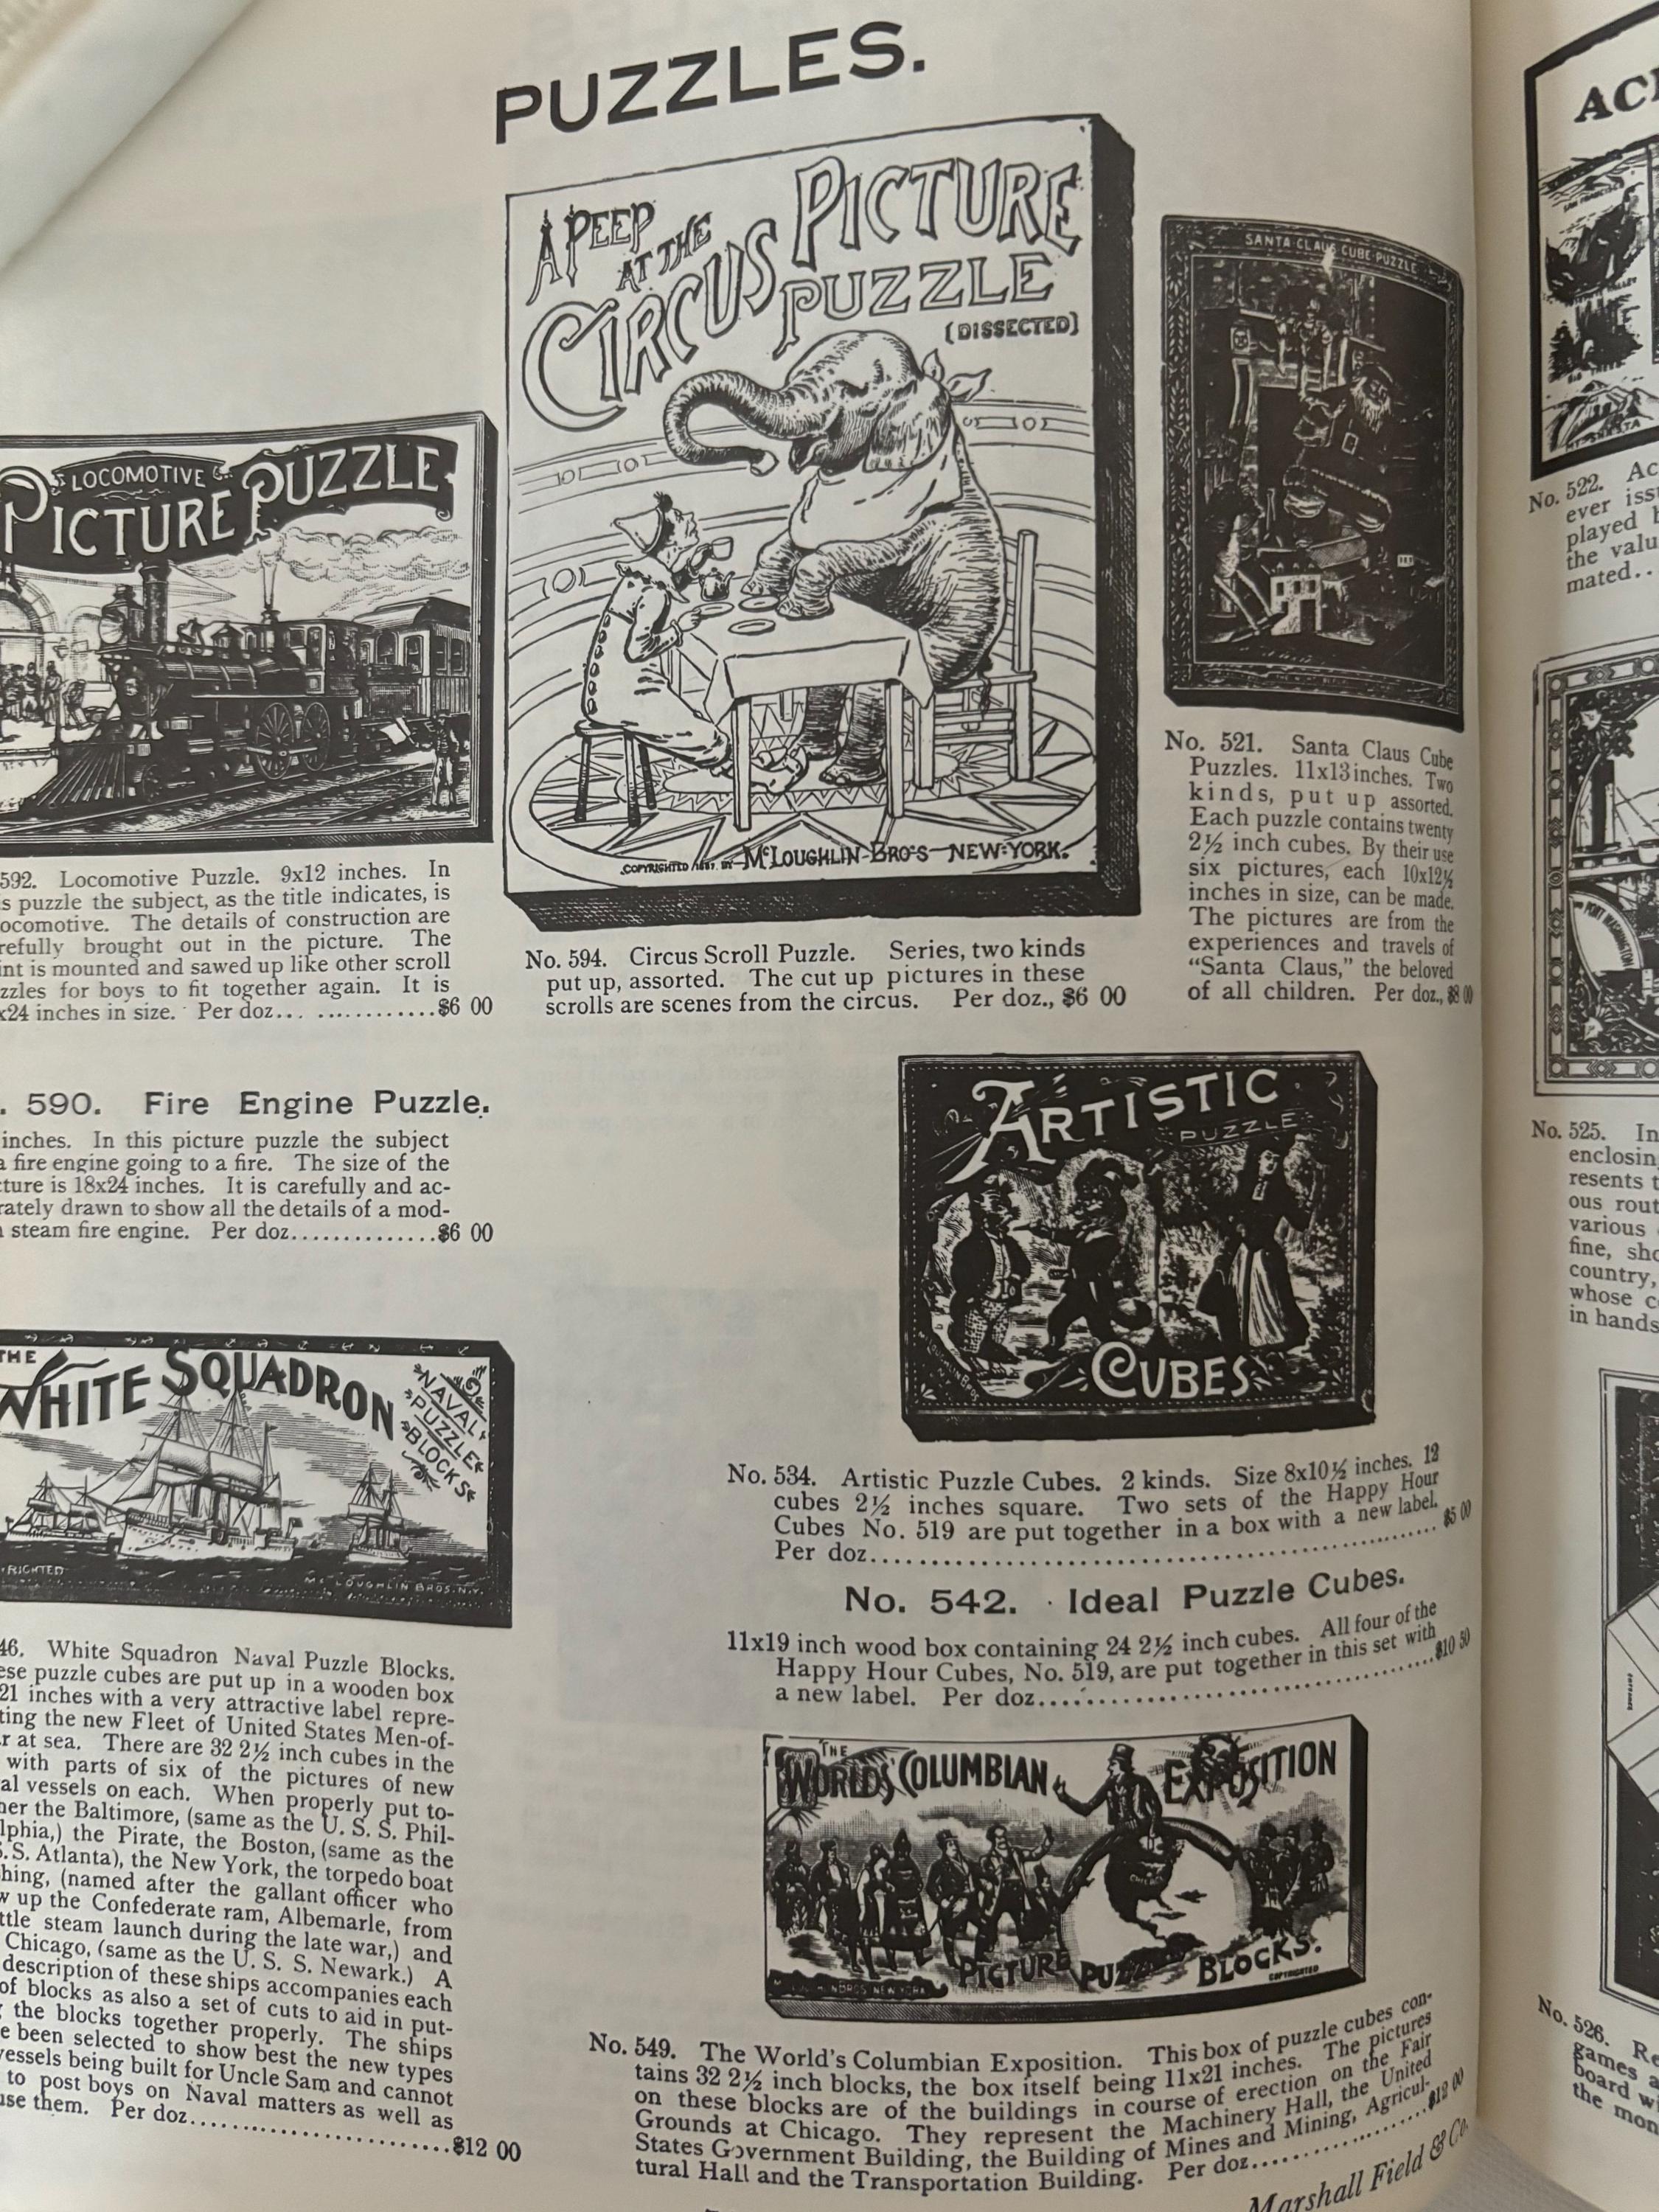 PUZZLES.
A PEEP
AT THE
CIRCUS PICTURE
PUZZLE
[DISSECTED]
COPYRIGHTED 1887. BY McLOUGHLIN-BRO'S-NEW-YORK.
LOCOMOTIVE
PICTURE PUZZLE
592. Locomotive Puzzle. 9x12 inches. In
s puzzle the subject, as the title indicates, is
ocomotive. The details of construction are
refully brought out in the picture. The
int is mounted and sawed up like other scroll
zzles for boys to fit together again. It is
x24 inches in size. Per doz... ............$6 00
No. 594. Circus Scroll Puzzle. Series, two kinds
put up, assorted. The cut up pictures in these
scrolls are scenes from the circus. Per doz., $6 00
SANTA CLAUS CUBE PUZZLE
No. 521. Santa Claus Cube
Puzzles. 11x13 inches. Two
kinds, put up assorted.
Each puzzle contains twenty
2½ inch cubes. By their use
six pictures, each 10x12½
inches in size, can be made.
The pictures are from the
experiences and travels of
"Santa Claus," the beloved
of all children. Per doz., $8 00
. 590. Fire Engine Puzzle.
inches. In this picture puzzle the subject
a fire engine going to a fire. The size of the
cture is 18x24 inches. It is carefully and ac-
rately drawn to show all the details of a mod-
n steam fire engine. Per doz..............$6 00
THE
WHITE SQUADRON
NAVAL
PUZZLE
BLOCKS
RIGHTED
McLOUGHLIN BROS. N.Y.
46. White Squadron Naval Puzzle Blocks.
ese puzzle cubes are put up in a wooden box
21 inches with a very attractive label repre-
ting the new Fleet of United States Men-of-
r at sea. There are 32 2½ inch cubes in the
with parts of six of the pictures of new
al vessels on each. When properly put to-
her the Baltimore, (same as the U. S. S. Phil-
lphia,) the Pirate, the Boston, (same as the
S. S. Atlanta), the New York, the torpedo boat
hing, (named after the gallant officer who
w up the Confederate ram, Albemarle, from
ttle steam launch during the late war,) and
Chicago, (same as the U. S. S. Newark.) A
description of these ships accompanies each
of blocks as also a set of cuts to aid in put-
g the blocks together properly. The ships
e been selected to show best the new types
vessels being built for Uncle Sam and cannot
to post boys on Naval matters as well as
use them. Per doz........................$12 00
ARTISTIC
PUZZLE
CUBES
No. 534. Artistic Puzzle Cubes. 2 kinds. Size 8x10½ inches. 12
cubes 2½ inches square. Two sets of the Happy Hour
Cubes No. 519 are put together in a box with a new label.
Per doz.................................................. $5 00
No. 542. Ideal Puzzle Cubes.
11x19 inch wood box containing 24 2½ inch cubes. All four of the
Happy Hour Cubes, No. 519, are put together in this set with
a new label. Per doz..................................$10 50
THE
WORLD'S COLUMBIAN EXPOSITION
CHICAGO
PICTURE PUZZLE BLOCKS.
COPYRIGHTED
No. 549. The World's Columbian Exposition. This box of puzzle cubes con-
tains 32 2½ inch blocks, the box itself being 11x21 inches. The pictures
on these blocks are of the buildings in course of erection on the Fair
Grounds at Chicago. They represent the Machinery Hall, the United
States Government Building, the Building of Mines and Mining, Agricul-
tural Hall and the Transportation Building. Per doz................$12 00
Marshall Field & Co.
No. 522. Ac
ever iss
played b
the valu
mated..
PORT WASHINGTON
No. 525. In
enclosin
resents t
ous rout
various
fine, sho
country,
whose c
in hands
No. 526. Re
games a
board wi
the mon